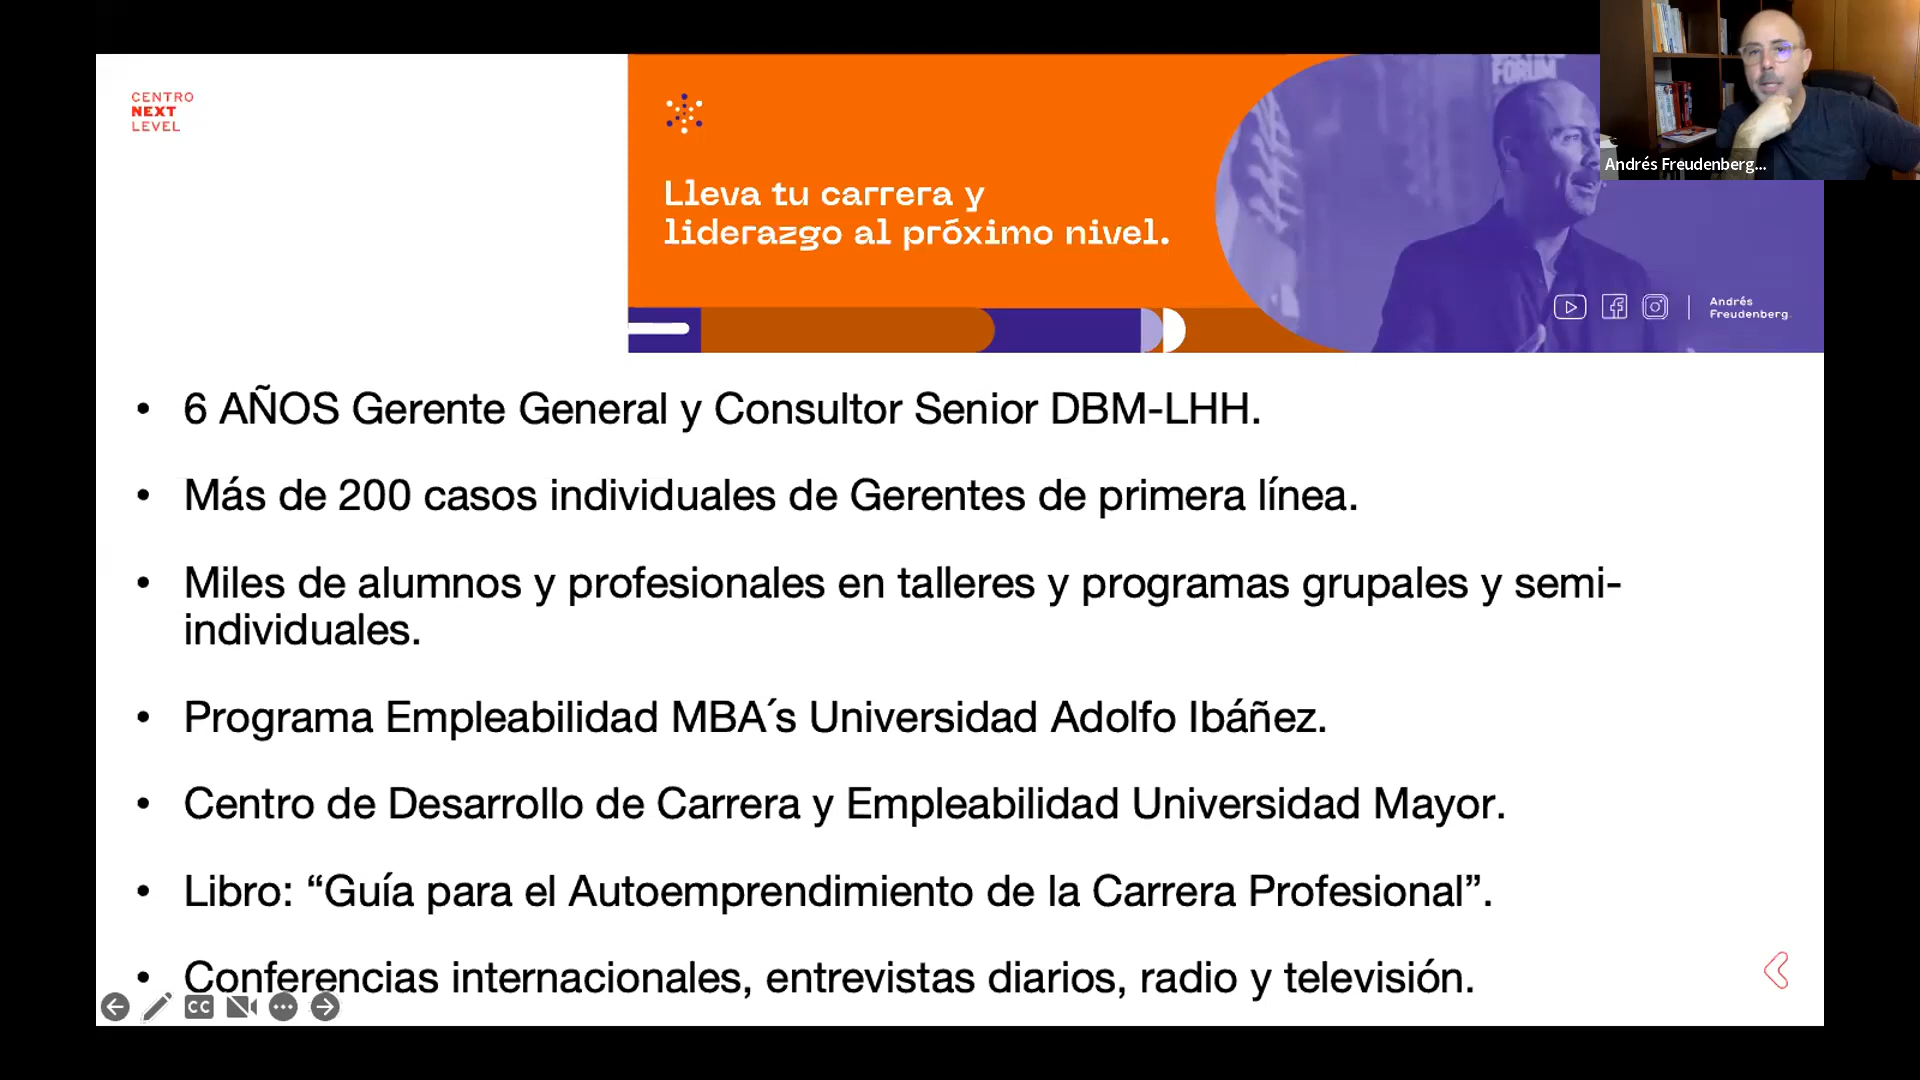 CENTRO
NEXT
LEVEL
FORUM
Lleva tu carrera y
liderazgo al próximo nivel.
Andrés
Freudenberg
Andrés Freudenberg...
• 6 AÑOS Gerente General y Consultor Senior DBM-LHH.
• Más de 200 casos individuales de Gerentes de primera línea.
• Miles de alumnos y profesionales en talleres y programas grupales y semi-
individuales.
• Programa Empleabilidad MBA´s Universidad Adolfo Ibáñez.
• Centro de Desarrollo de Carrera y Empleabilidad Universidad Mayor.
• Libro: “Guía para el Autoemprendimiento de la Carrera Profesional”.
• Conferencias internacionales, entrevistas diarios, radio y televisión.
CC